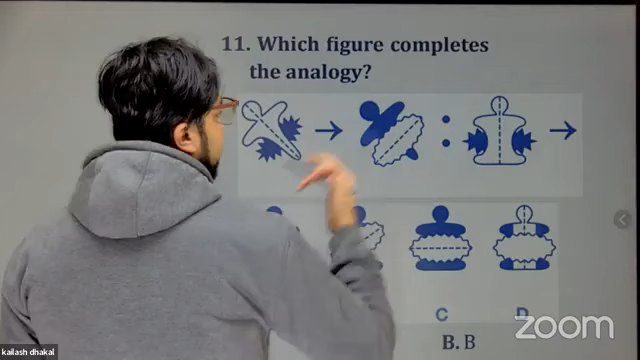 11. Which figure completes
the analogy?
C
D
B. B
zoom
kailash dhakal